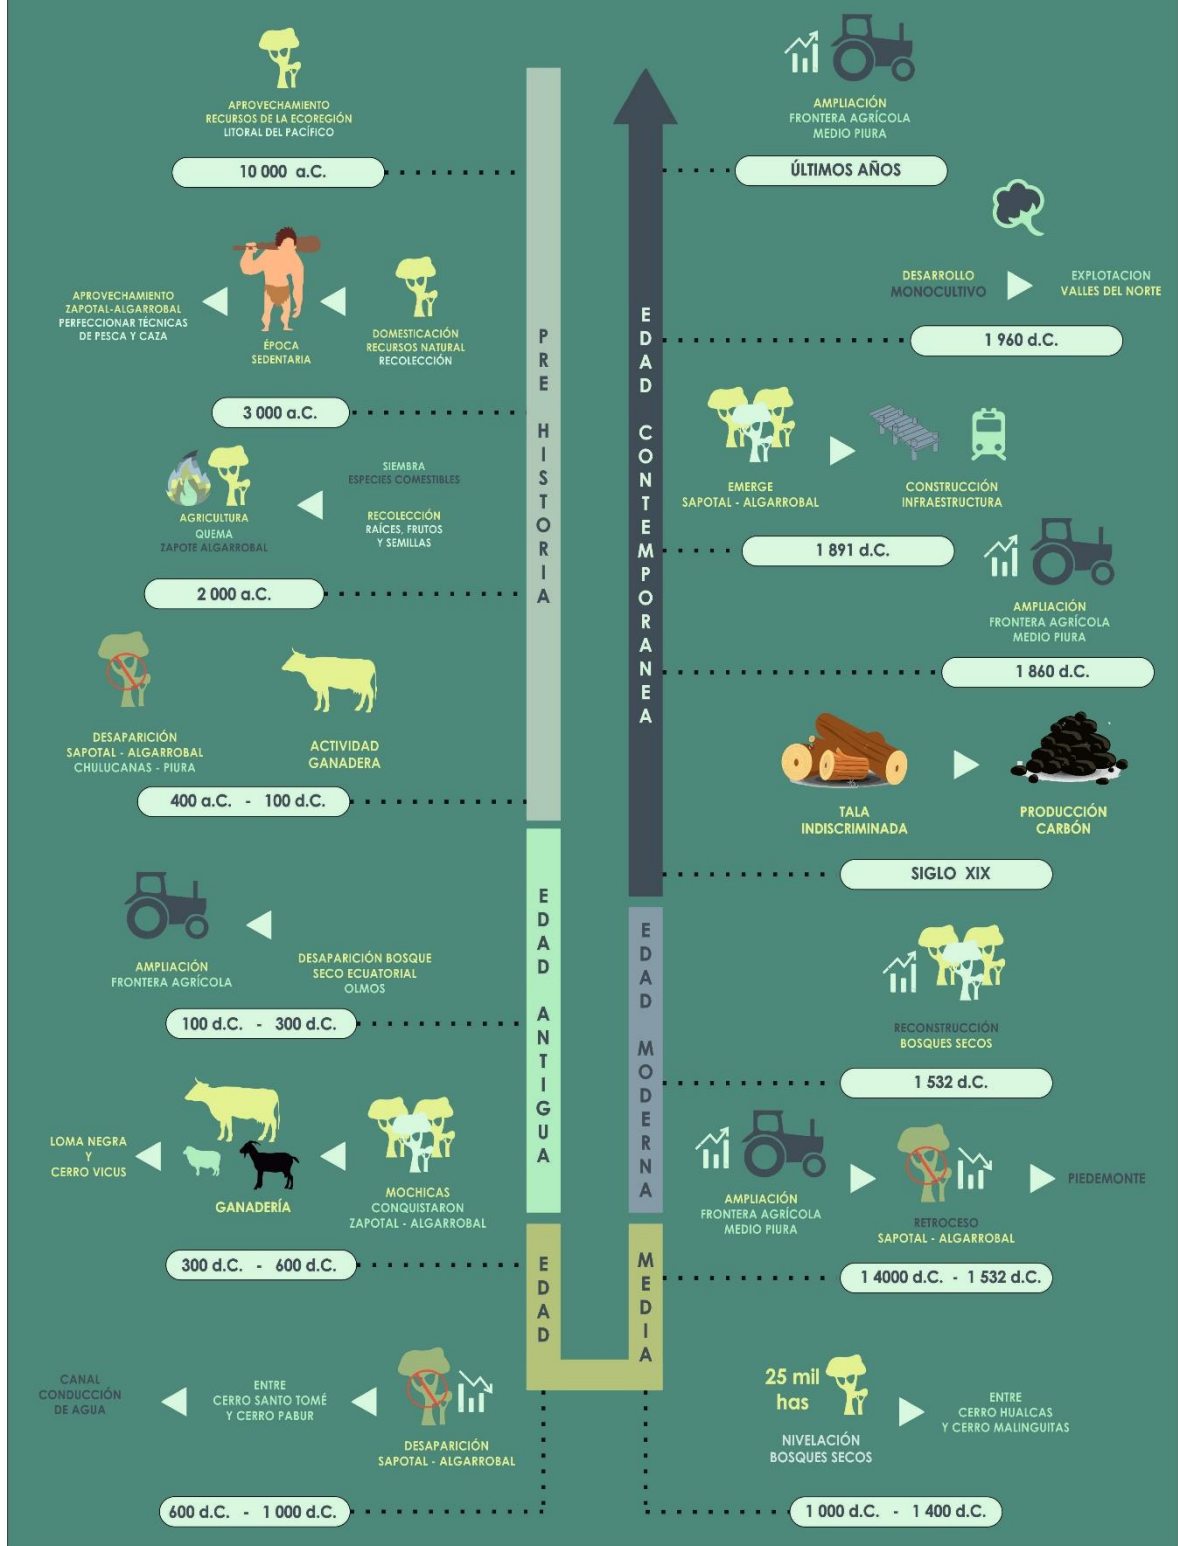 APROVECHAMIENTO
RECURSOS DE LA ECOREGIÓN
LITORAL DEL PACÍFICO
10 000 a.C.
APROVECHAMIENTO
ZAPOTAL-ALGARROBAL
PERFECCIONAR TÉCNICAS
DE PESCA Y CAZA
ÉPOCA
SEDENTARIA
DOMESTICACIÓN
RECURSOS NATURAL
RECOLECCIÓN
3 000 a.C.
AGRICULTURA
QUEMA
ZAPOTE ALGARROBAL
SIEMBRA
ESPECIES COMESTIBLES
RECOLECCIÓN
RAÍCES, FRUTOS
Y SEMILLAS
2 000 a.C.
DESAPARICIÓN
SAPOTAL - ALGARROBAL
CHULUCANAS - PIURA
ACTIVIDAD
GANADERA
400 a.C. - 100 d.C.
PRE HISTORIA
AMPLIACIÓN
FRONTERA AGRÍCOLA
DESAPARICIÓN BOSQUE
SECO ECUATORIAL
OLMOS
100 d.C. - 300 d.C.
LOMA NEGRA
Y
CERRO VICUS
GANADERÍA
MOCHICAS
CONQUISTARON
ZAPOTAL - ALGARROBAL
300 d.C. - 600 d.C.
EDAD ANTIGUA
CANAL
CONDUCCIÓN
DE AGUA
ENTRE
CERRO SANTO TOMÉ
Y CERRO PABUR
DESAPARICIÓN
SAPOTAL - ALGARROBAL
600 d.C. - 1 000 d.C.
EDAD
MEDIA
25 mil
has
NIVELACIÓN
BOSQUES SECOS
ENTRE
CERRO HUALCAS
Y CERRO MALINGUITAS
1 000 d.C. - 1 400 d.C.
AMPLIACIÓN
FRONTERA AGRÍCOLA
MEDIO PIURA
RETROCESO
SAPOTAL - ALGARROBAL
PIEDEMONTE
1 4000 d.C. - 1 532 d.C.
EDAD MODERNA
RECONSTRUCCIÓN
BOSQUES SECOS
1 532 d.C.
EDAD CONTEMPORANEA
TALA
INDISCRIMINADA
PRODUCCIÓN
CARBÓN
SIGLO XIX
AMPLIACIÓN
FRONTERA AGRÍCOLA
MEDIO PIURA
1 860 d.C.
EMERGE
SAPOTAL - ALGARROBAL
CONSTRUCCIÓN
INFRAESTRUCTURA
1 891 d.C.
DESARROLLO
MONOCULTIVO
EXPLOTACION
VALLES DEL NORTE
1 960 d.C.
AMPLIACIÓN
FRONTERA AGRÍCOLA
MEDIO PIURA
ÚLTIMOS AÑOS